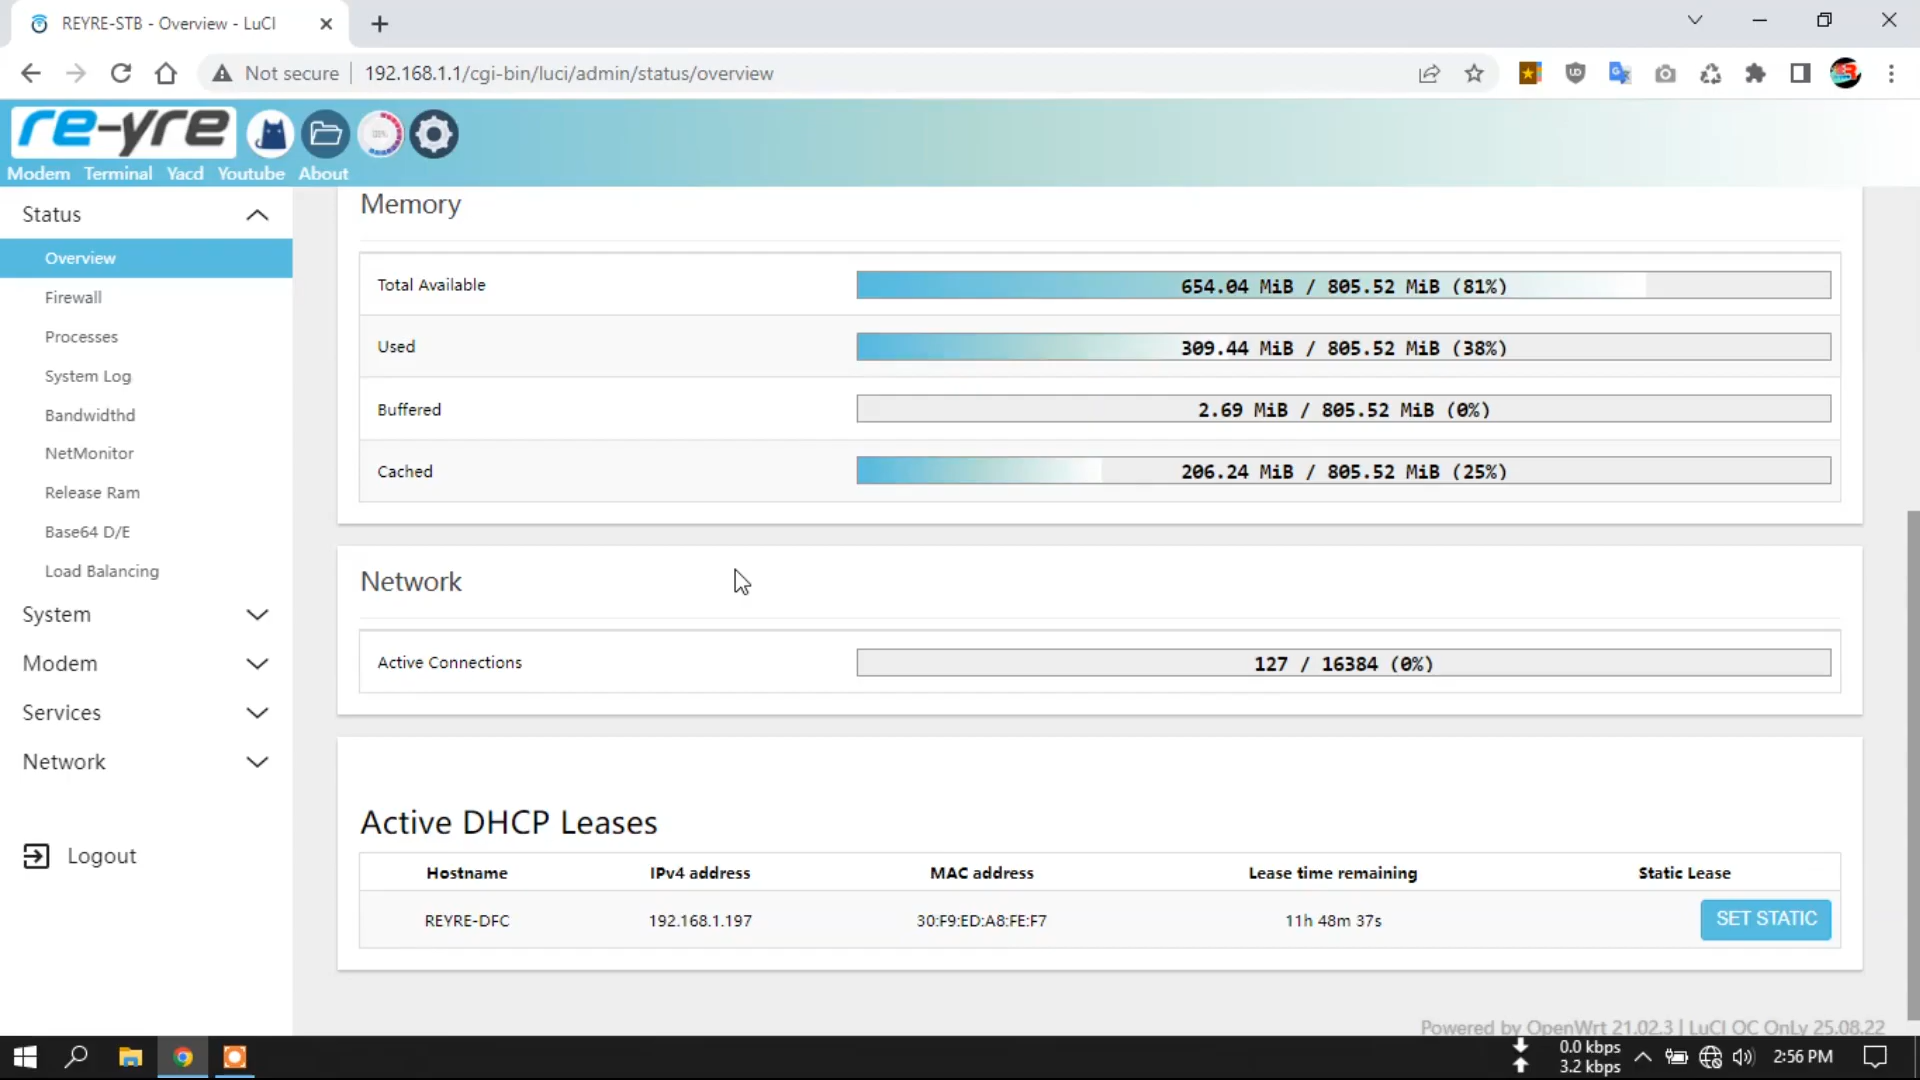 REYRE-STB - Overview - LuCI
Not secure
192.168.1.1/cgi-bin/luci/admin/status/overview
re-yre
Modem Terminal Yacd Youtube About
Status
Overview
Firewall
Processes
System Log
Bandwidthd
NetMonitor
Release Ram
Base64 D/E
Load Balancing
System
Modem
Services
Network
Logout
Memory
Total Available
654.04 MiB / 805.52 MiB (81%)
Used
309.44 MiB / 805.52 MiB (38%)
Buffered
2.69 MiB / 805.52 MiB (0%)
Cached
206.24 MiB / 805.52 MiB (25%)
Network
Active Connections
127 / 16384 (0%)
Active DHCP Leases
Hostname IPv4 address MAC address Lease time remaining Static Lease
REYRE-DFC 192.168.1.197 30:F9:ED:A8:FE:F7 11h 48m 37s SET STATIC
Powered by OpenWrt 21.02.3 | LuCI OC OnLy 25.08.22
0.0 kbps
3.2 kbps
2:56 PM